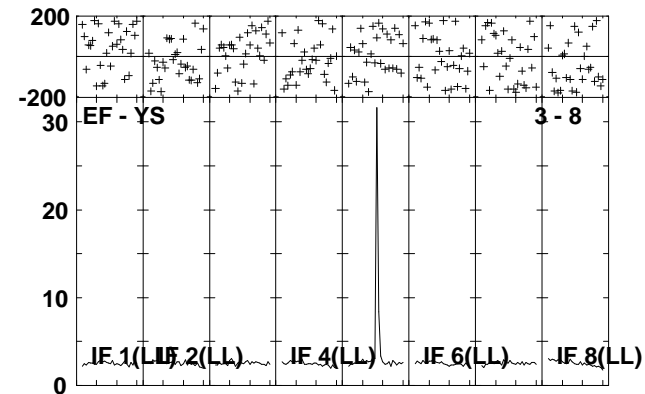 200
-200
30
EF - YS
3 - 8
20
10
IF 1(LL)
IF 2(LL)
IF 4(LL)
IF 6(LL)
IF 8(LL)
0